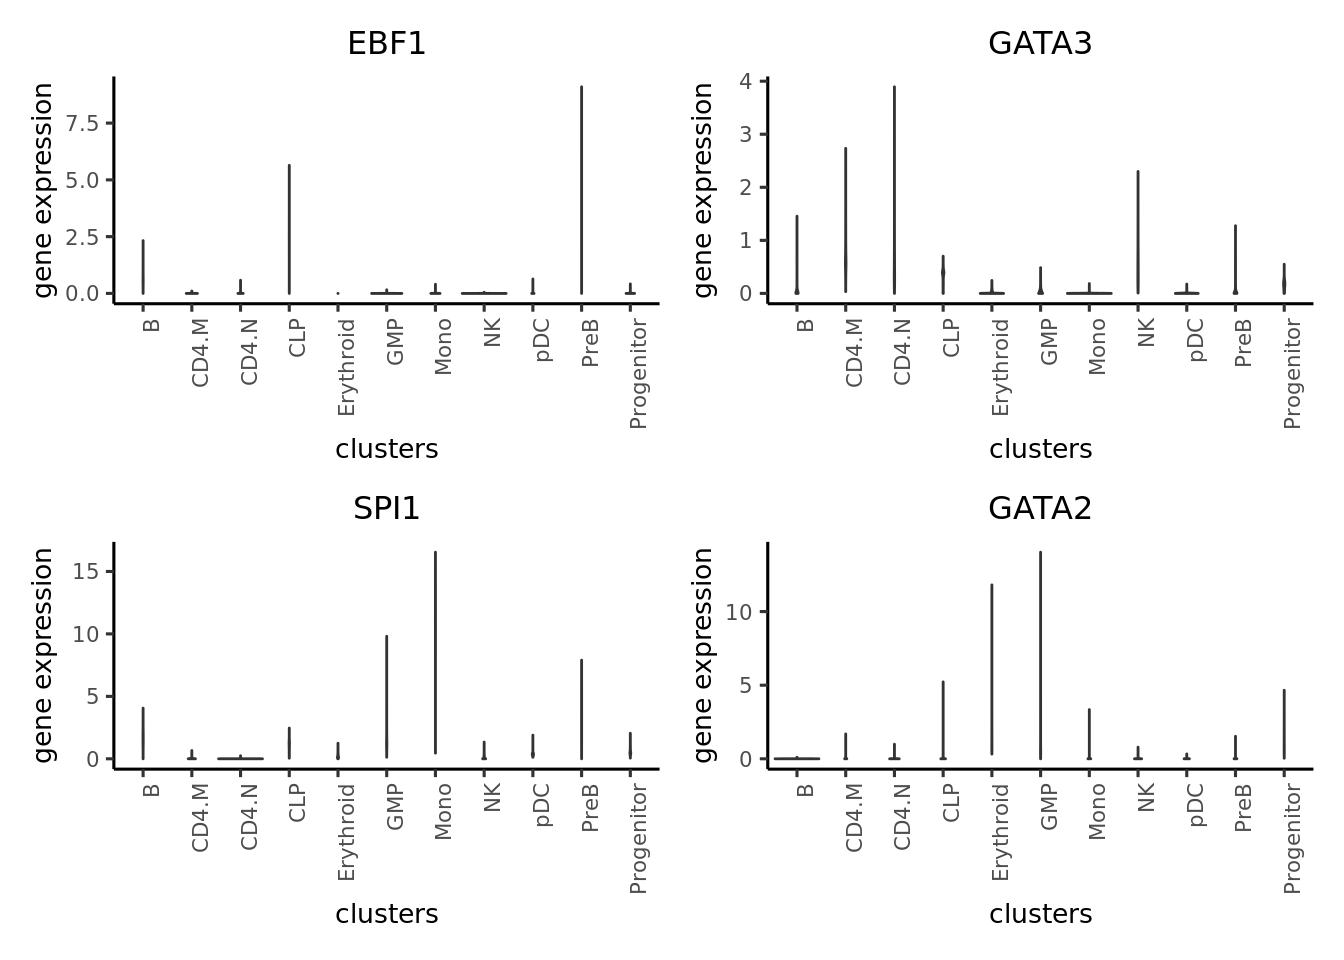 EBF1
gene expression
7.5
5.0
2.5
0.0
B
CD4.M
CD4.N
CLP
Erythroid
GMP
Mono
NK
pDC
PreB
Progenitor
clusters
GATA3
gene expression
4
3
2
1
0
B
CD4.M
CD4.N
CLP
Erythroid
GMP
Mono
NK
pDC
PreB
Progenitor
clusters
SPI1
gene expression
15
10
5
0
B
CD4.M
CD4.N
CLP
Erythroid
GMP
Mono
NK
pDC
PreB
Progenitor
clusters
GATA2
gene expression
10
5
0
B
CD4.M
CD4.N
CLP
Erythroid
GMP
Mono
NK
pDC
PreB
Progenitor
clusters